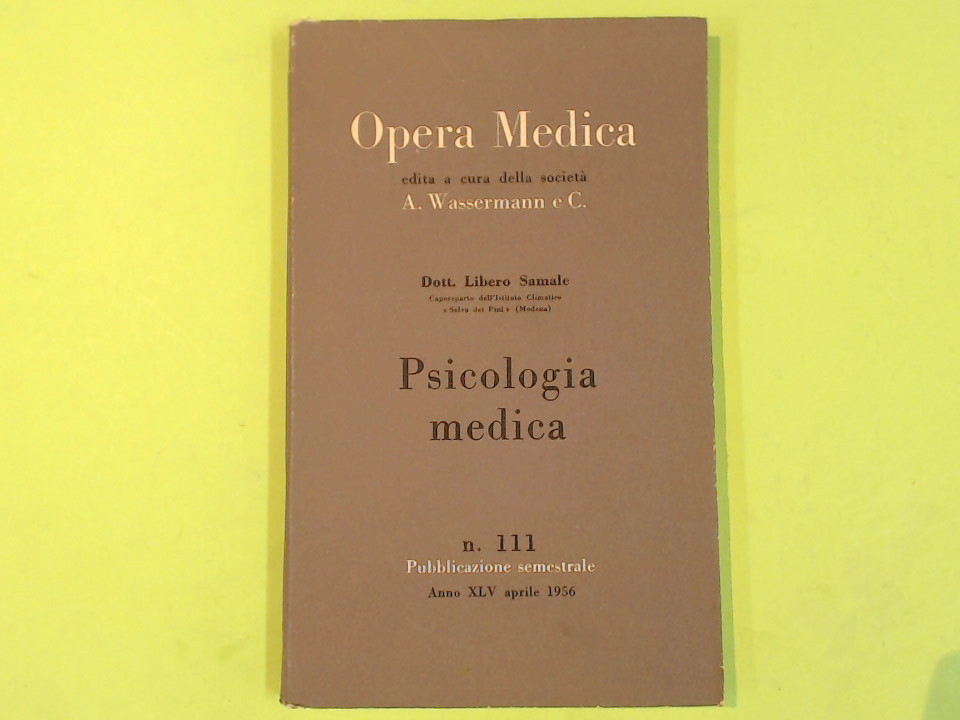 Opera Medica
edita a cura della società
A. Wassermann e C.
Dott. Libero Samale
Caporeparto dell'Istituto Climatico
« Selva dei Pini » (Modena)
Psicologia
medica
n. 111
Pubblicazione semestrale
Anno XLV aprile 1956